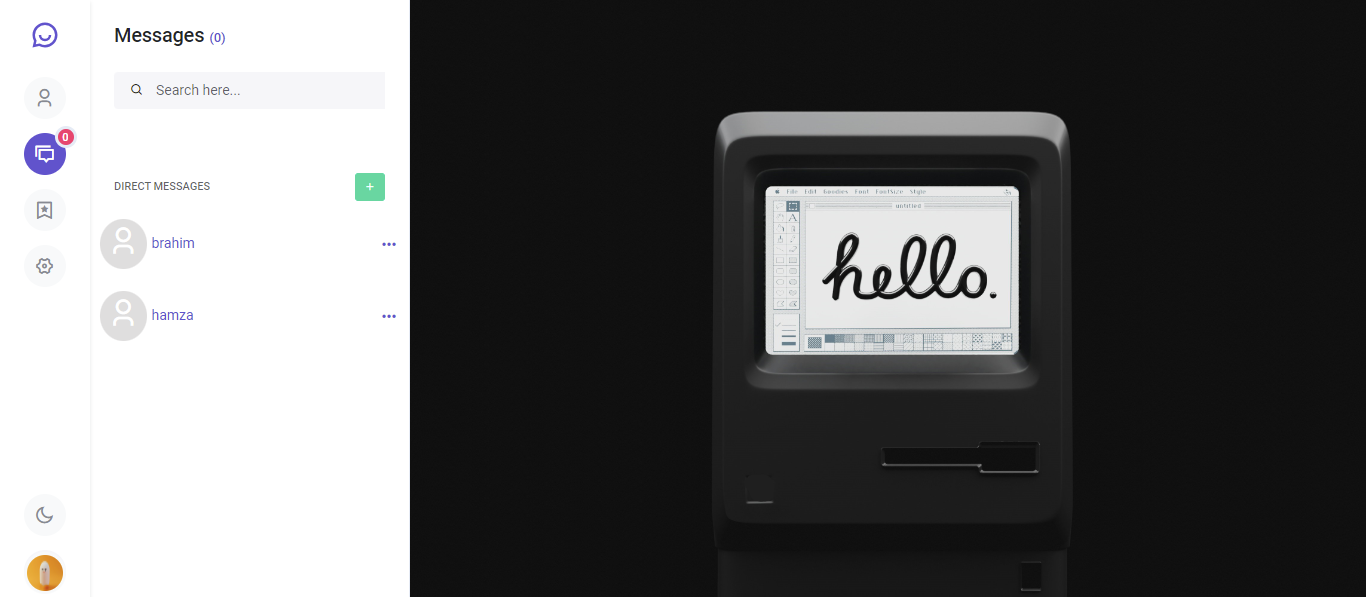 Messages (0)
Search here...
0
DIRECT MESSAGES
+
brahim
hamza
File Edit Goodies Font FontSize Style
untitled
hello.